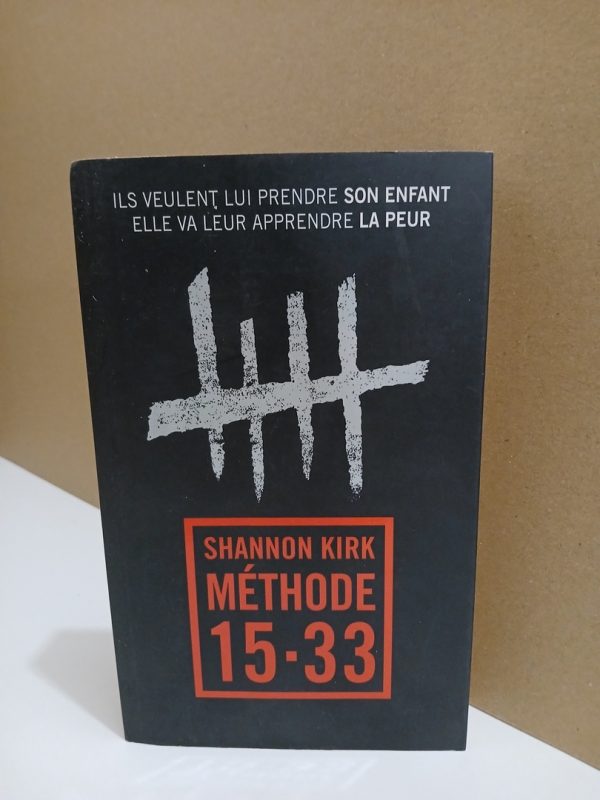 ILS VEULENT LUI PRENDRE SON ENFANT
ELLE VA LEUR APPRENDRE LA PEUR
SHANNON KIRK
MÉTHODE
15·33